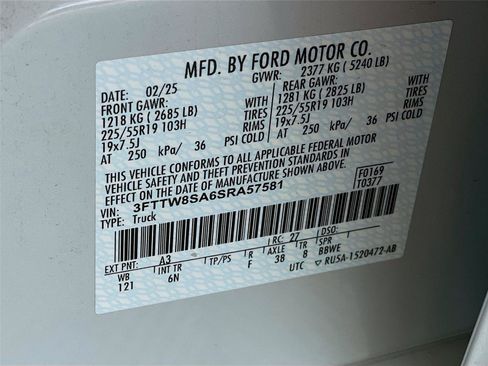 MFD. BY FORD MOTOR CO.
DATE: 02/25 GVWR: 2377 KG ( 5240 LB)
FRONT GAWR: REAR GAWR:
1218 KG ( 2685 LB) 1281 KG ( 2825 LB)
225/55R19 103H TIRES 225/55R19 103H TIRES
19x7.5J RIMS 19x7.5J RIMS
AT 250 kPa/ 36 PSI COLD AT 250 kPa/ 36 PSI COLD
THIS VEHICLE CONFORMS TO ALL APPLICABLE FEDERAL MOTOR
VEHICLE SAFETY AND THEFT PREVENTION STANDARDS IN
EFFECT ON THE DATE OF MANUFACTURE SHOWN ABOVE.
VIN: 3FTTW8SA6SRA57581 F0169
TYPE: Truck T0377
EXT PNT: A3 RC: 27 DSO:
WB INT TR TP/PS R AXLE TR SPR
121 6N F 38 8 BBWE
UTC ▽ RU5A-1520472-AB